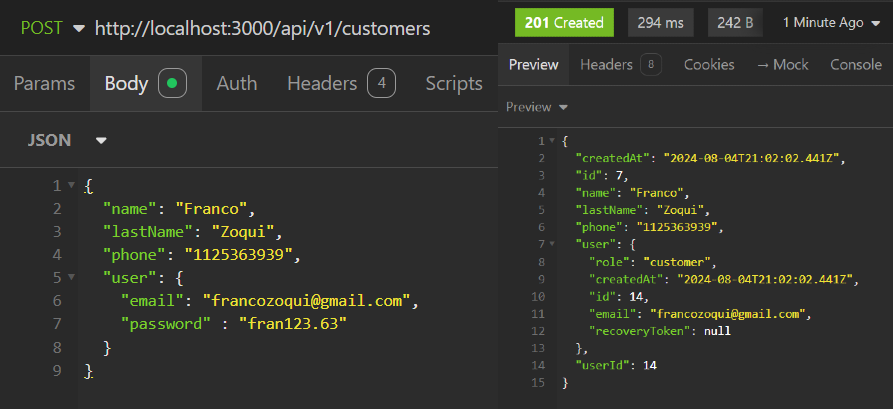 POST http://localhost:3000/api/v1/customers
Params Body Auth Headers 4 Scripts
JSON
1 {
2 "name": "Franco",
3 "lastName": "Zoqui",
4 "phone": "1125363939",
5 "user": {
6 "email": "francozoqui@gmail.com",
7 "password" : "fran123.63"
8 }
9 }
201 Created 294 ms 242 B 1 Minute Ago
Preview Headers 8 Cookies → Mock Console
Preview
1 {
2 "createdAt": "2024-08-04T21:02:02.441Z",
3 "id": 7,
4 "name": "Franco",
5 "lastName": "Zoqui",
6 "phone": "1125363939",
7 "user": {
8 "role": "customer",
9 "createdAt": "2024-08-04T21:02:02.441Z",
10 "id": 14,
11 "email": "francozoqui@gmail.com",
12 "recoveryToken": null
13 },
14 "userId": 14
15 }